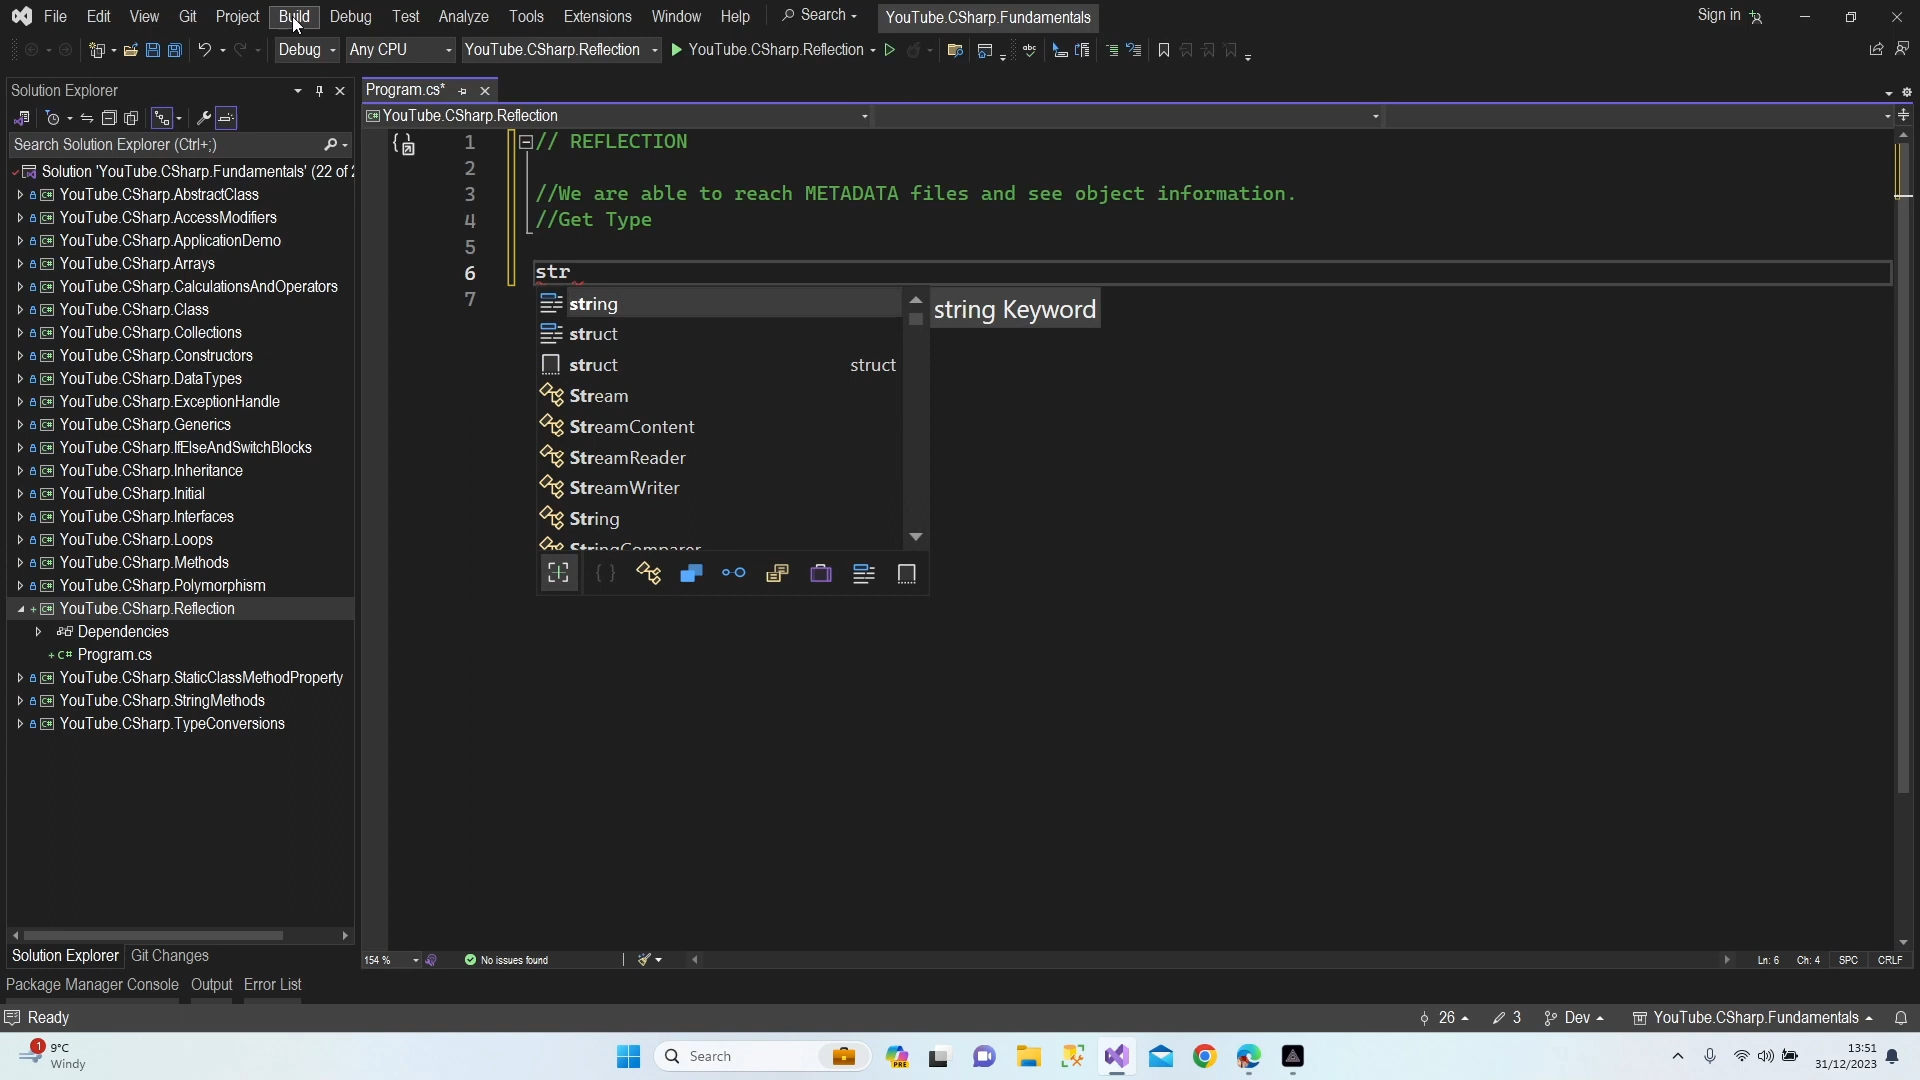 File Edit View Git Project Build Debug Test Analyze Tools Extensions Window Help Search YouTube.CSharp.Fundamentals Sign in
Debug Any CPU YouTube.CSharp.Reflection YouTube.CSharp.Reflection
Solution Explorer
Search Solution Explorer (Ctrl+;)
Solution 'YouTube.CSharp.Fundamentals' (22 of
YouTube.CSharp.AbstractClass
YouTube.CSharp.AccessModifiers
YouTube.CSharp.ApplicationDemo
YouTube.CSharp.Arrays
YouTube.CSharp.CalculationsAndOperators
YouTube.CSharp.Class
YouTube.CSharp.Collections
YouTube.CSharp.Constructors
YouTube.CSharp.DataTypes
YouTube.CSharp.ExceptionHandle
YouTube.CSharp.Generics
YouTube.CSharp.IfElseAndSwitchBlocks
YouTube.CSharp.Inheritance
YouTube.CSharp.Initial
YouTube.CSharp.Interfaces
YouTube.CSharp.Loops
YouTube.CSharp.Methods
YouTube.CSharp.Polymorphism
YouTube.CSharp.Reflection
Dependencies
C# Program.cs
YouTube.CSharp.StaticClassMethodProperty
YouTube.CSharp.StringMethods
YouTube.CSharp.TypeConversions
Solution Explorer Git Changes
Program.cs*
YouTube.CSharp.Reflection
1 // REFLECTION
2
3 //We are able to reach METADATA files and see object information.
4 //Get Type
5
6 str
7
string
struct
struct struct
Stream
StreamContent
StreamReader
StreamWriter
String
StringComparer
string Keyword
154 % No issues found Ln: 6 Ch: 4 SPC CRLF
Package Manager Console Output Error List
Ready 26 3 Dev YouTube.CSharp.Fundamentals
1 9°C
Windy
Search
PRE
13:51
31/12/2023